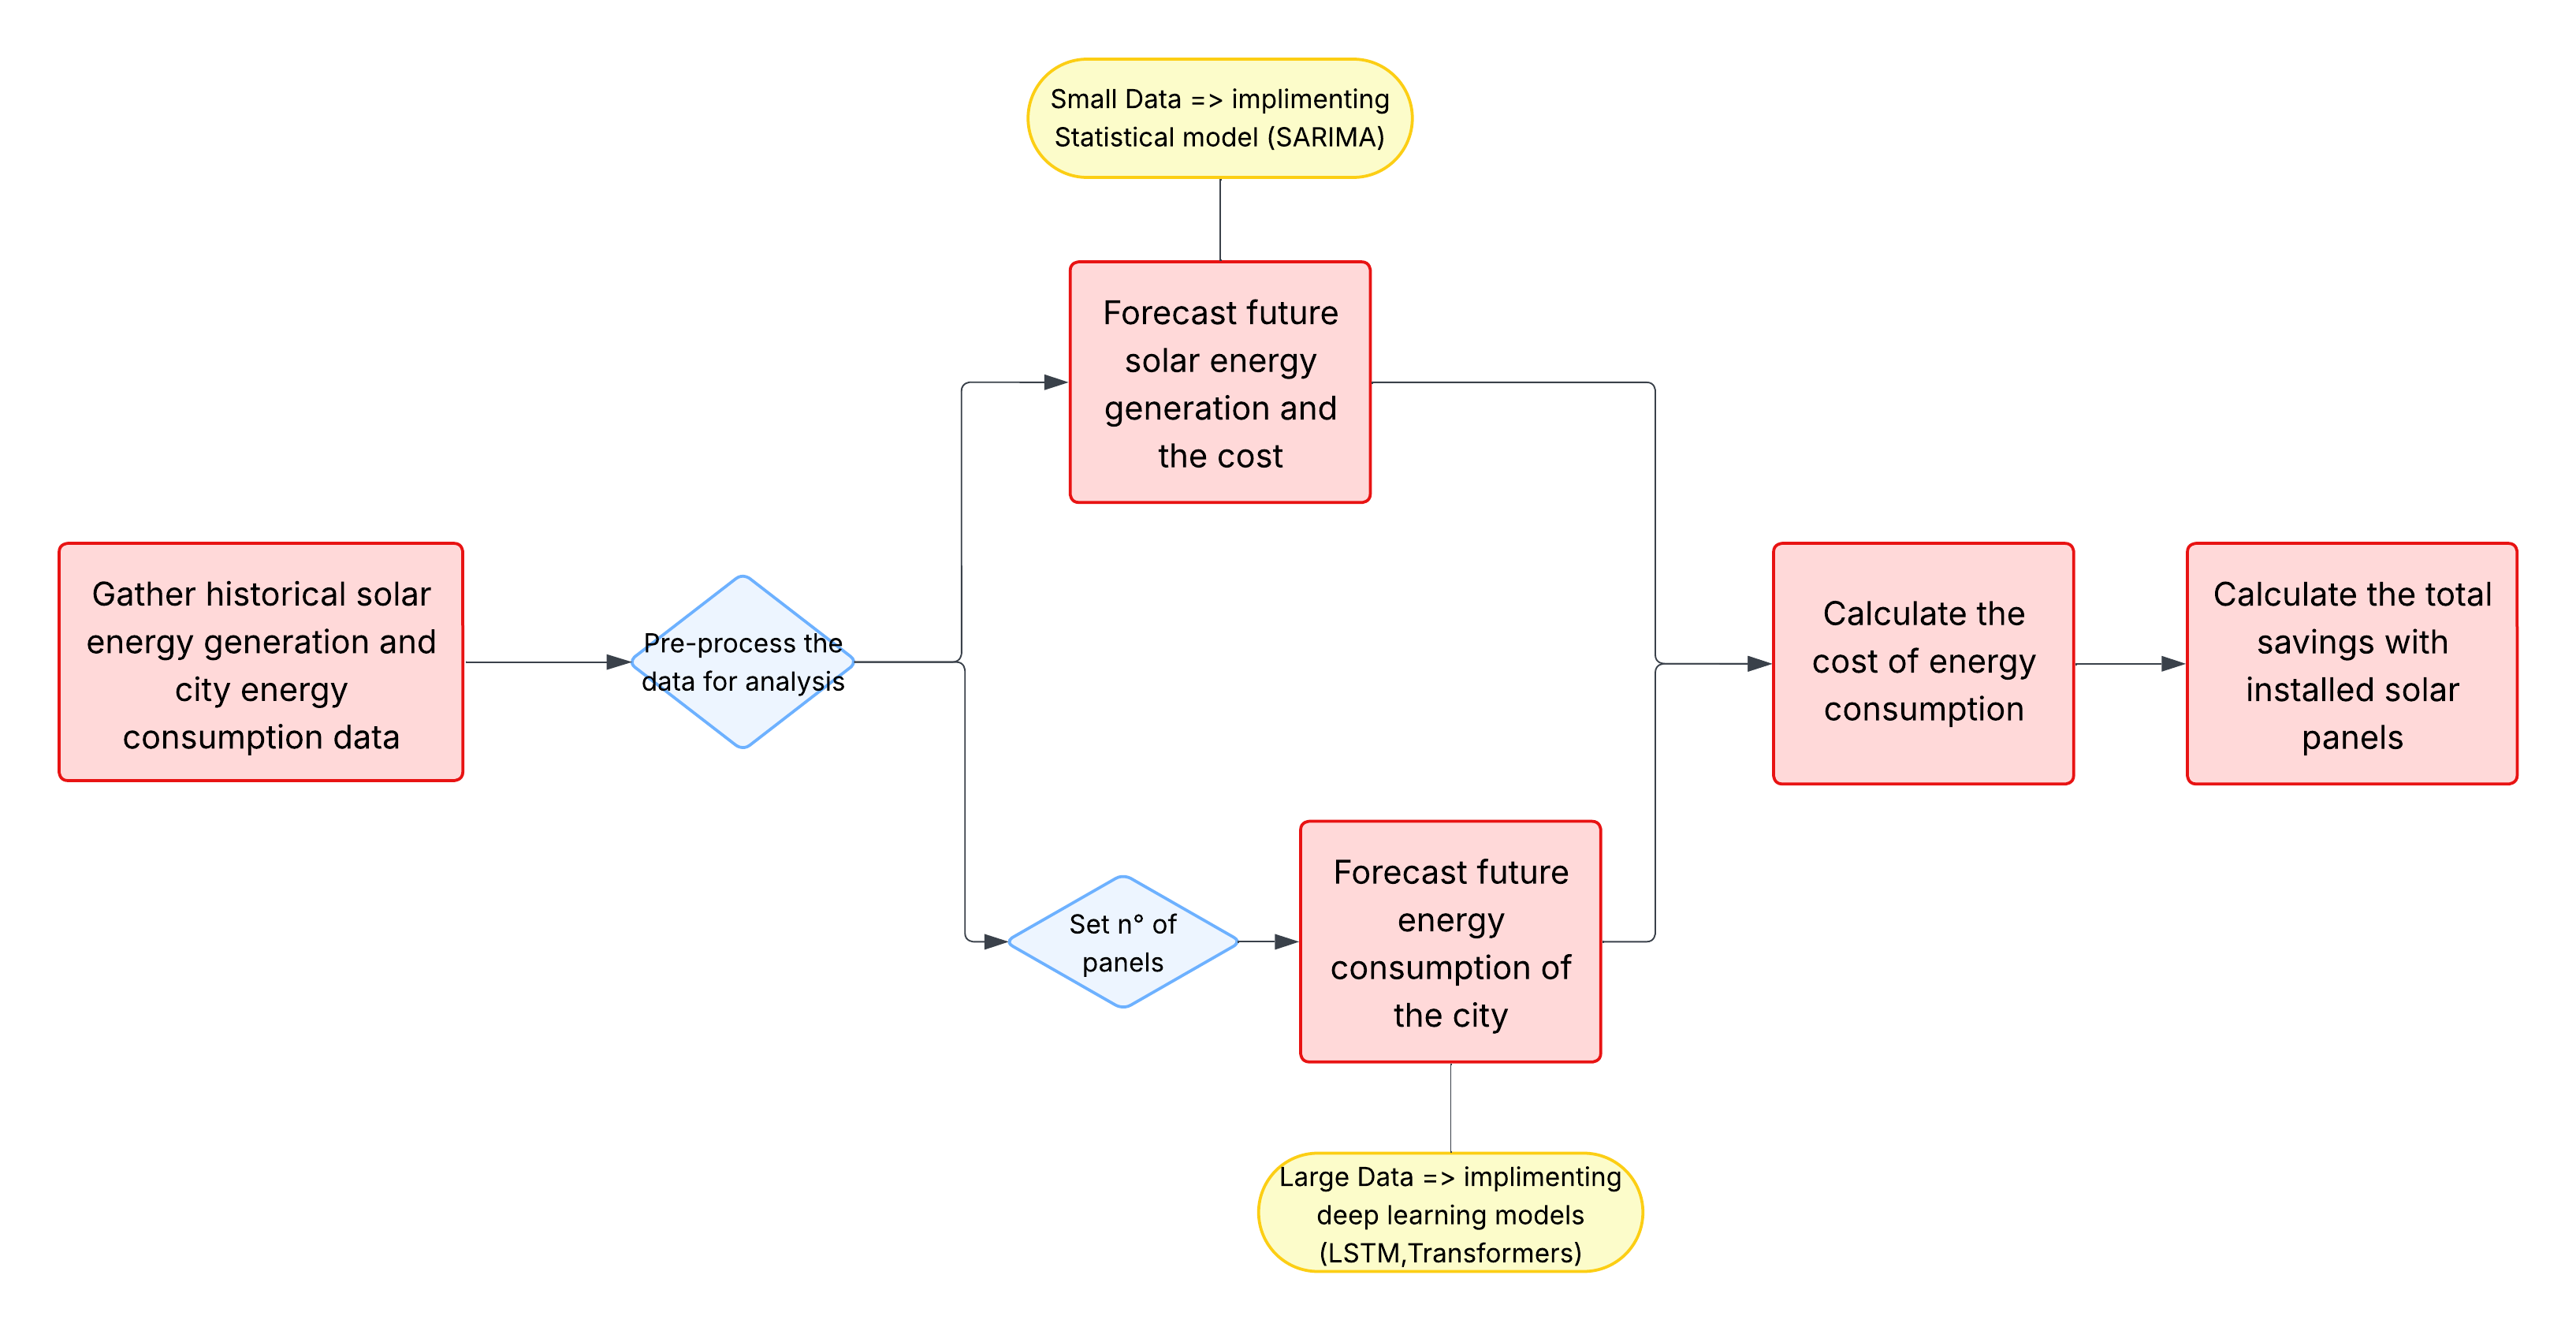 Small Data => implimenting
Statistical model (SARIMA)
Forecast future
solar energy
generation and
the cost
Gather historical solar
energy generation and
city energy
consumption data
Pre-process the
data for analysis
Calculate the
cost of energy
consumption
Calculate the total
savings with
installed solar
panels
Set n° of
panels
Forecast future
energy
consumption of
the city
Large Data => implimenting
deep learning models
(LSTM,Transformers)